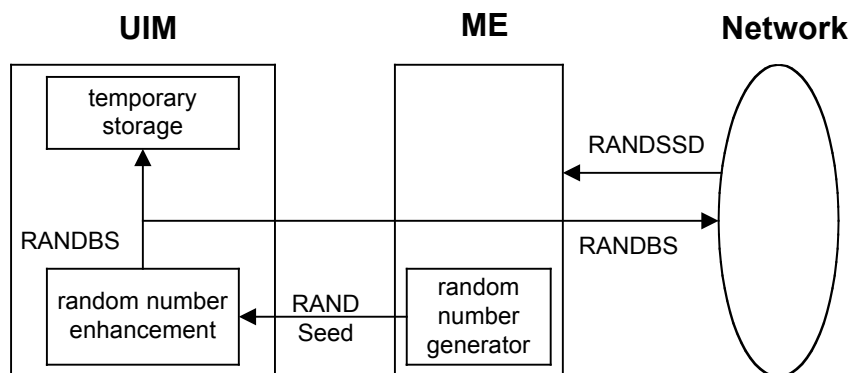 UIM
ME
Network
temporary
storage
RANDSSD
RANDBS
RANDBS
random number
enhancement
RAND
Seed
random
number
generator